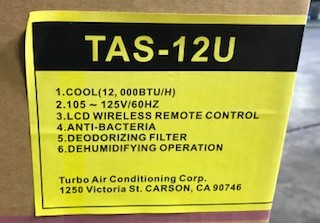 TAS-12U
1.COOL(12, 000BTU/H)
2.105 ~ 125V/60HZ
3.LCD WIRELESS REMOTE CONTROL
4.ANTI-BACTERIA
5.DEODORIZING FILTER
6.DEHUMIDIFYING OPERATION
Turbo Air Conditioning Corp.
1250 Victoria St. CARSON, CA 90746